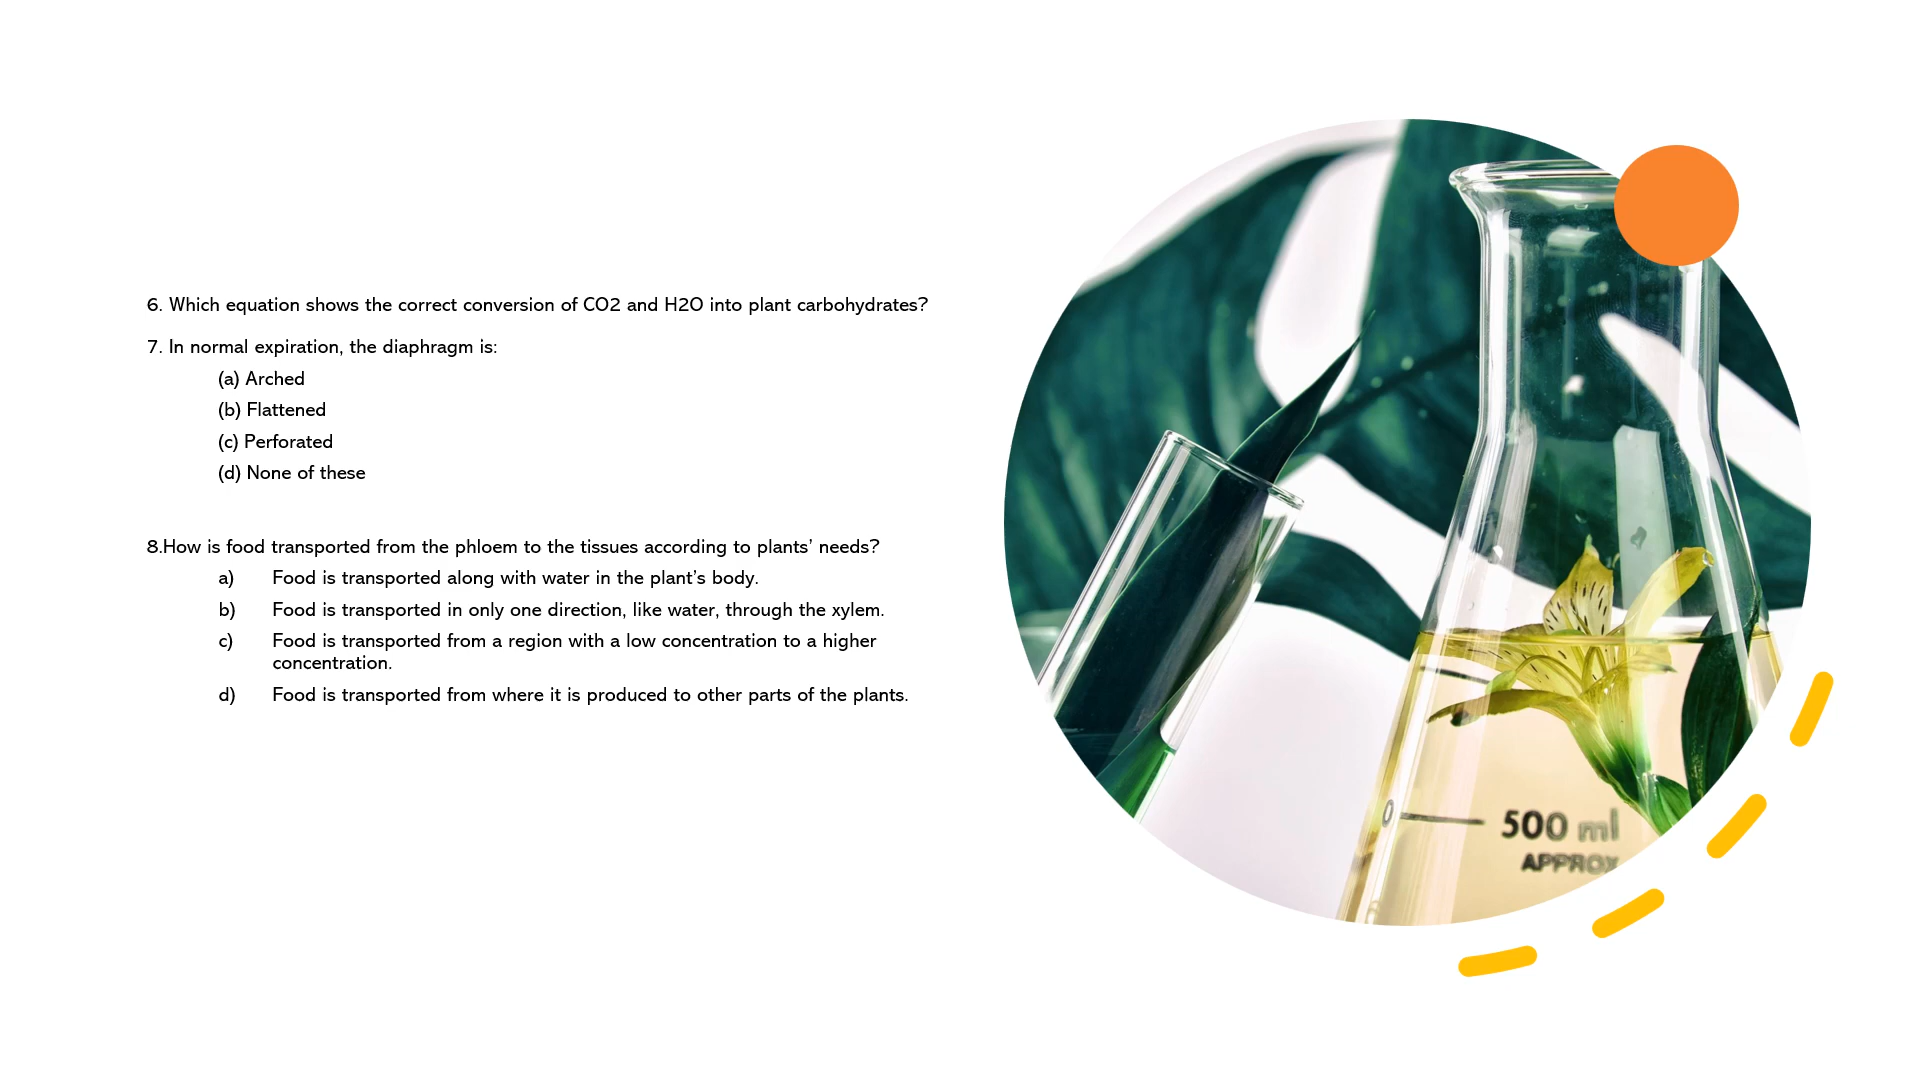 6. Which equation shows the correct conversion of CO2 and H2O into plant carbohydrates?
7. In normal expiration, the diaphragm is:
(a) Arched
(b) Flattened
(c) Perforated
(d) None of these
8.How is food transported from the phloem to the tissues according to plants’ needs?
a) Food is transported along with water in the plant’s body.
b) Food is transported in only one direction, like water, through the xylem.
c) Food is transported from a region with a low concentration to a higher
concentration.
d) Food is transported from where it is produced to other parts of the plants.
500 ml
APPROX